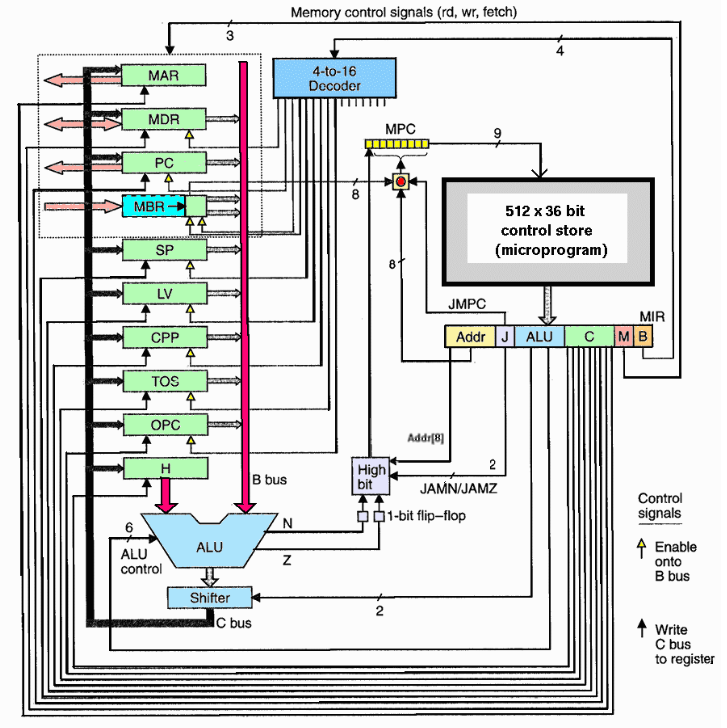 Memory control signals (rd, wr, fetch)
3
4
MAR
4-to-16
Decoder
MDR
MPC
9
PC
8
MBR
512 x 36 bit
control store
(microprogram)
SP
8
LV
JMPC
MIR
Addr
J
ALU
C
M
B
CPP
TOS
OPC
Addr[8]
H
High
bit
2
JAMN/JAMZ
B bus
Control
signals
1-bit flip–flop
6
N
ALU
Z
ALU
control
Enable
onto
B bus
Shifter
2
C bus
Write
C bus
to register